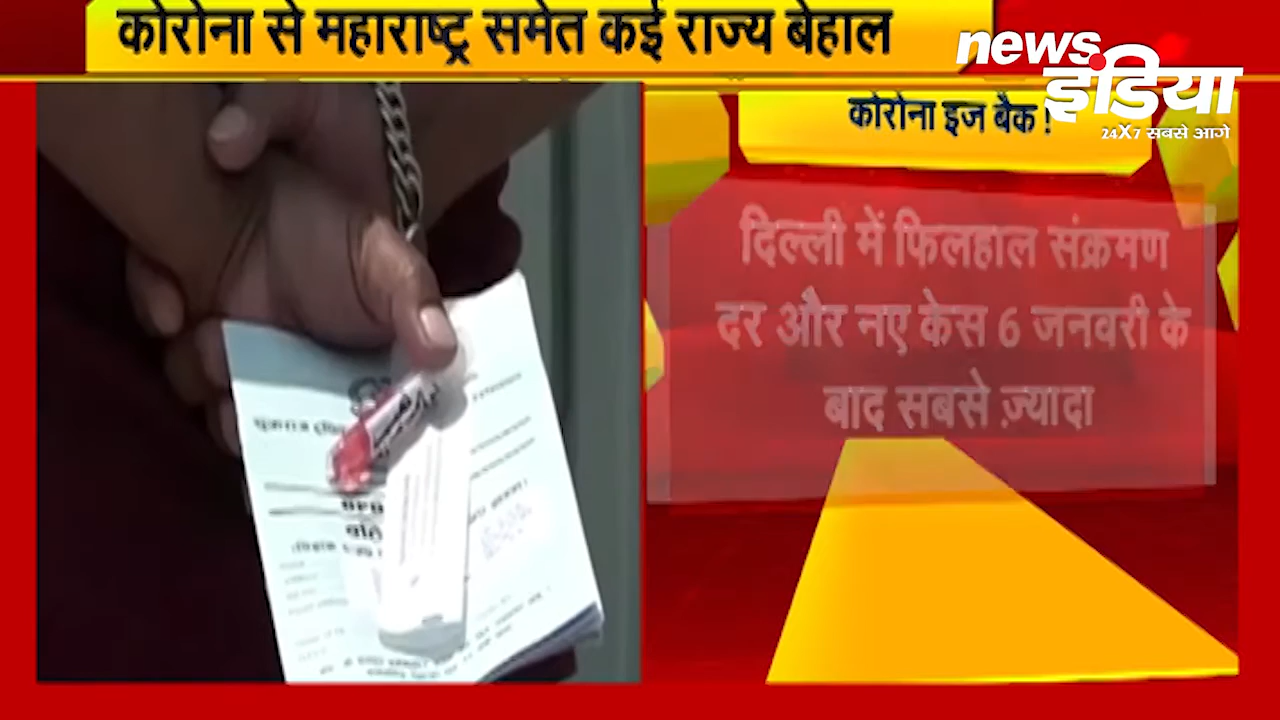 कोरोना से महाराष्ट्र समेत कई राज्य बेहाल
news
इंडिया
24X7 सबसे आगे
कोरोना इज बैक !
दिल्ली में फिलहाल संक्रमण
दर और नए केस 6 जनवरी के
बाद सबसे ज़्यादा